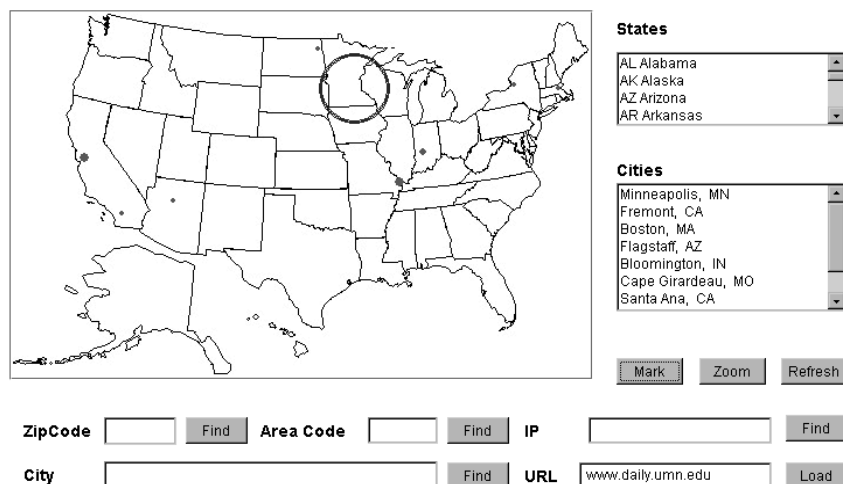 States
AL Alabama
AK Alaska
AZ Arizona
AR Arkansas
Cities
Minneapolis, MN
Fremont, CA
Boston, MA
Flagstaff, AZ
Bloomington, IN
Cape Girardeau, MO
Santa Ana, CA
Mark Zoom Refresh
ZipCode Find Area Code Find IP Find
City Find URL www.daily.umn.edu Load